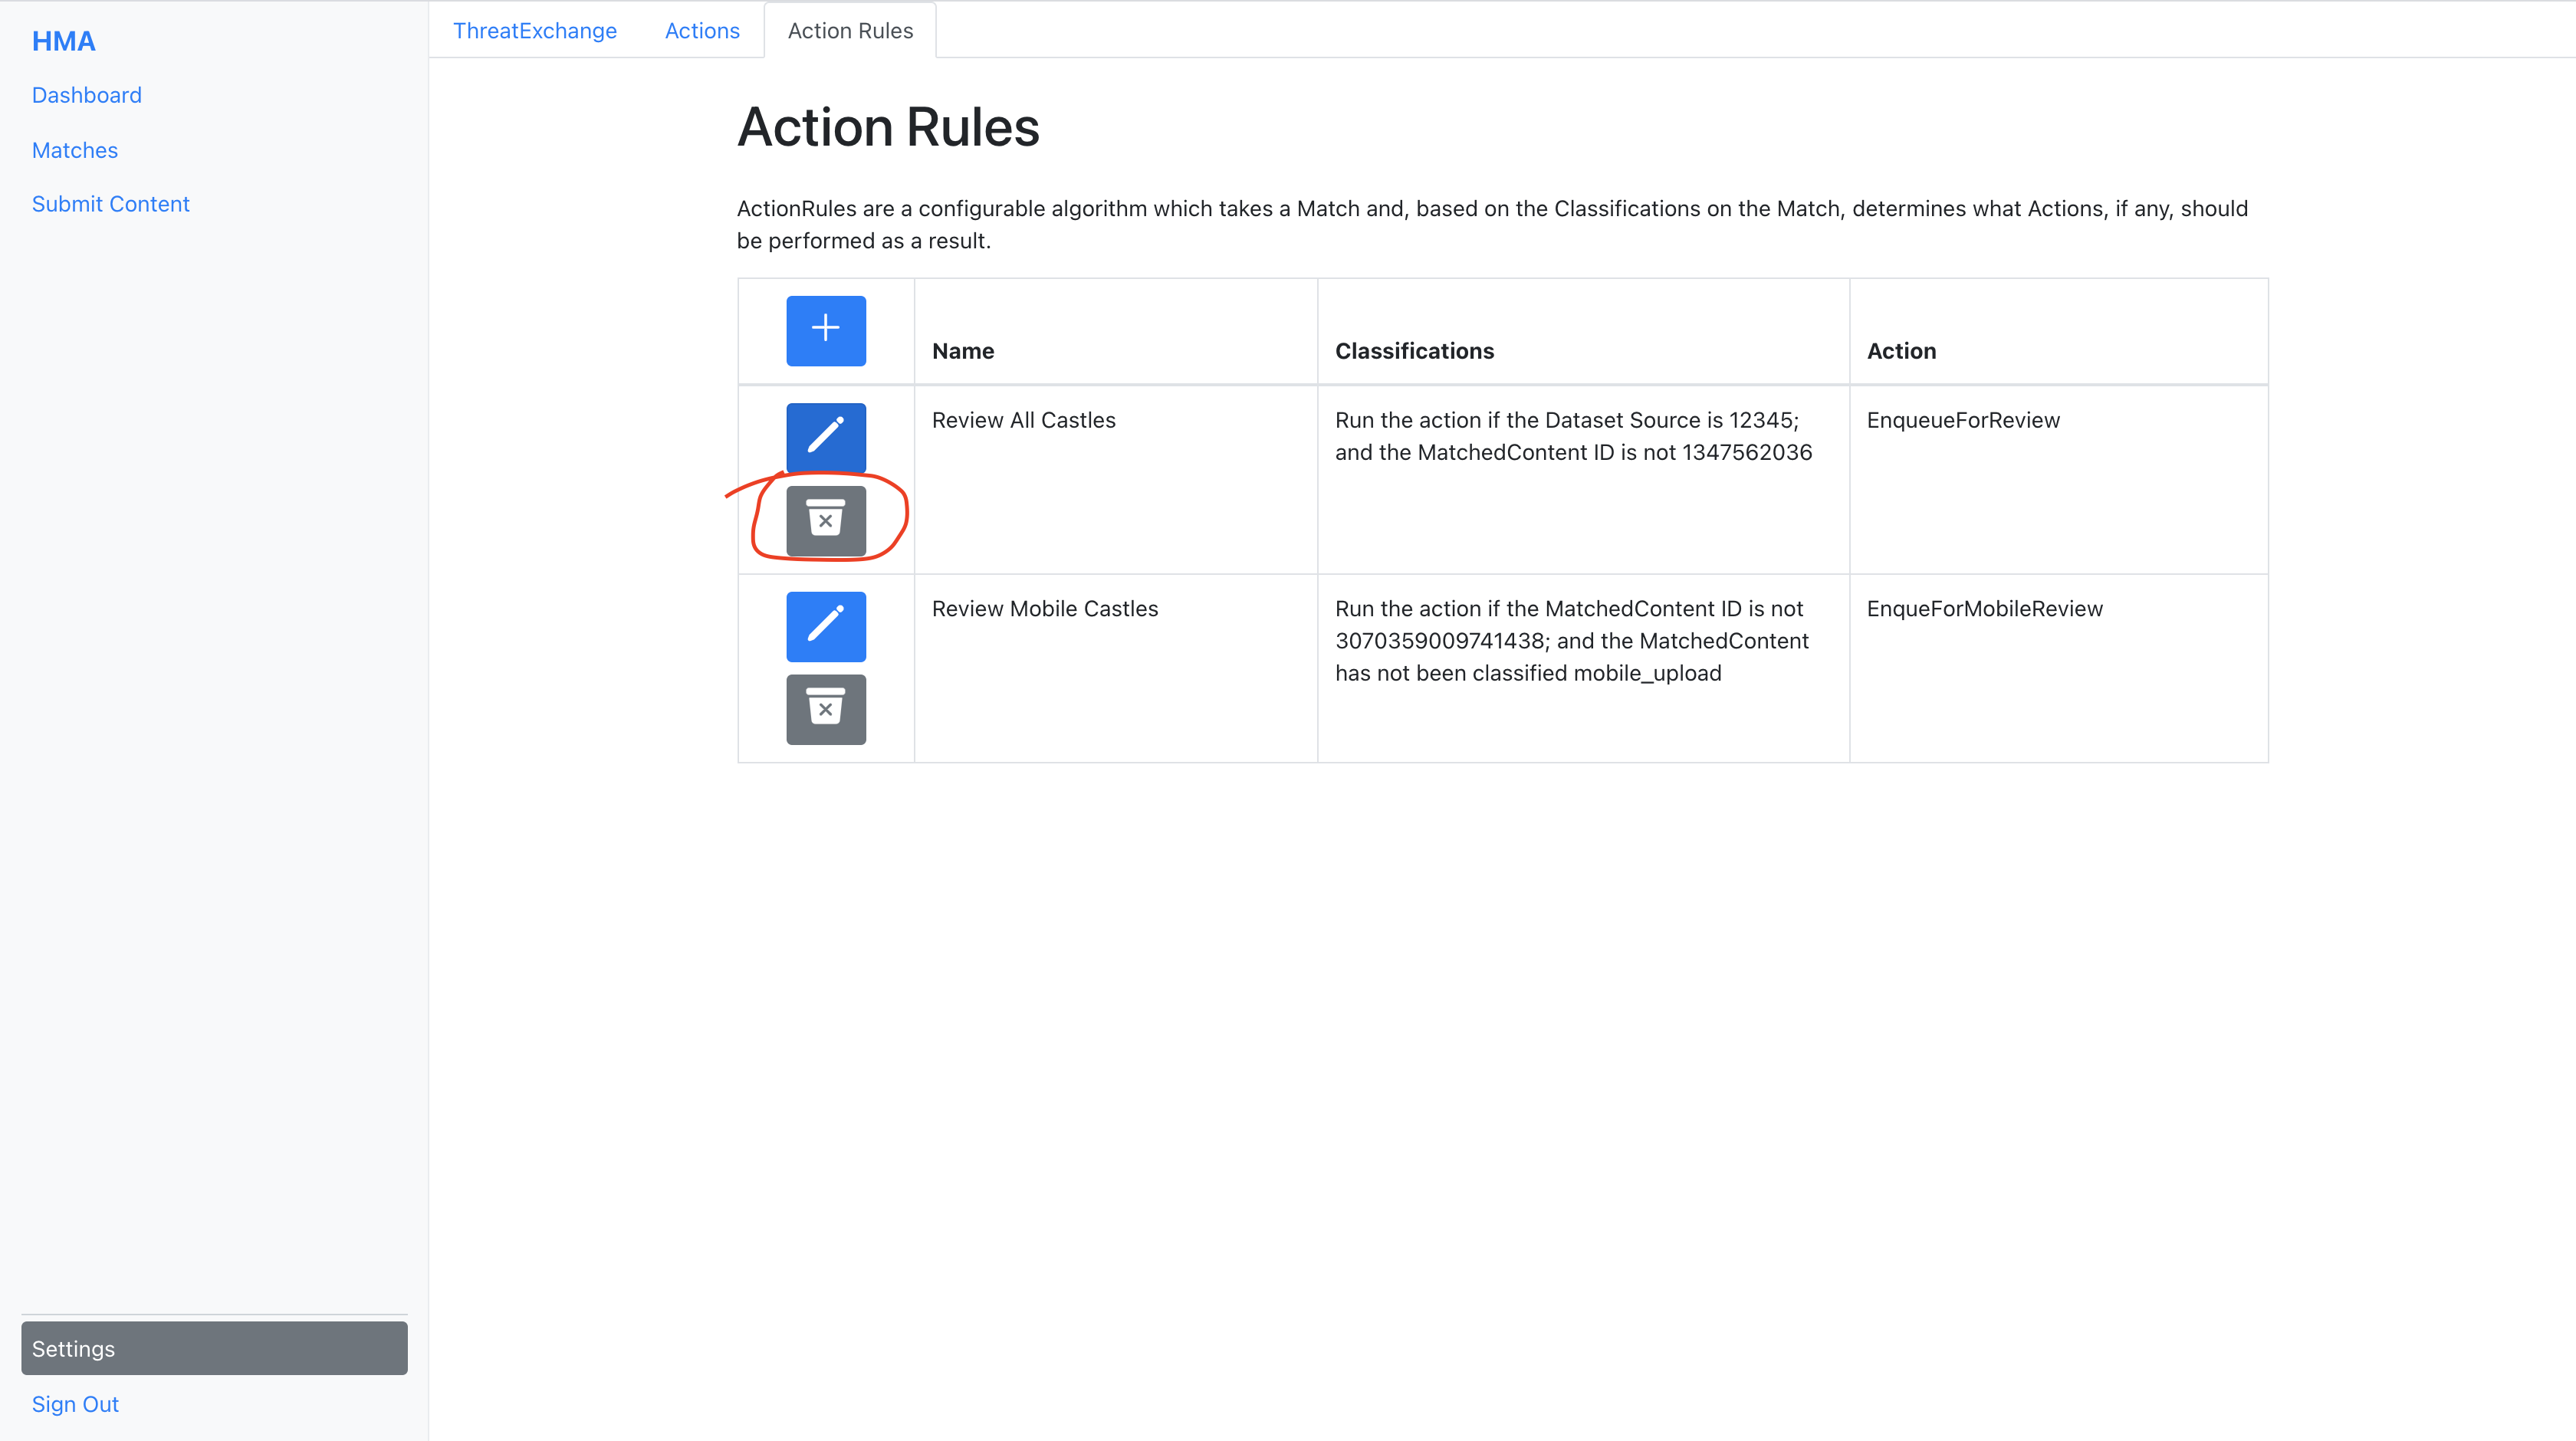 HMA
Dashboard
Matches
Submit Content
Settings
Sign Out
ThreatExchange
Actions
Action Rules
Action Rules
ActionRules are a configurable algorithm which takes a Match and, based on the Classifications on the Match, determines what Actions, if any, should
be performed as a result.
Name
Classifications
Action
Review All Castles
Run the action if the Dataset Source is 12345;
and the MatchedContent ID is not 1347562036
EnqueueForReview
Review Mobile Castles
Run the action if the MatchedContent ID is not
3070359009741438; and the MatchedContent
has not been classified mobile_upload
EnqueForMobileReview